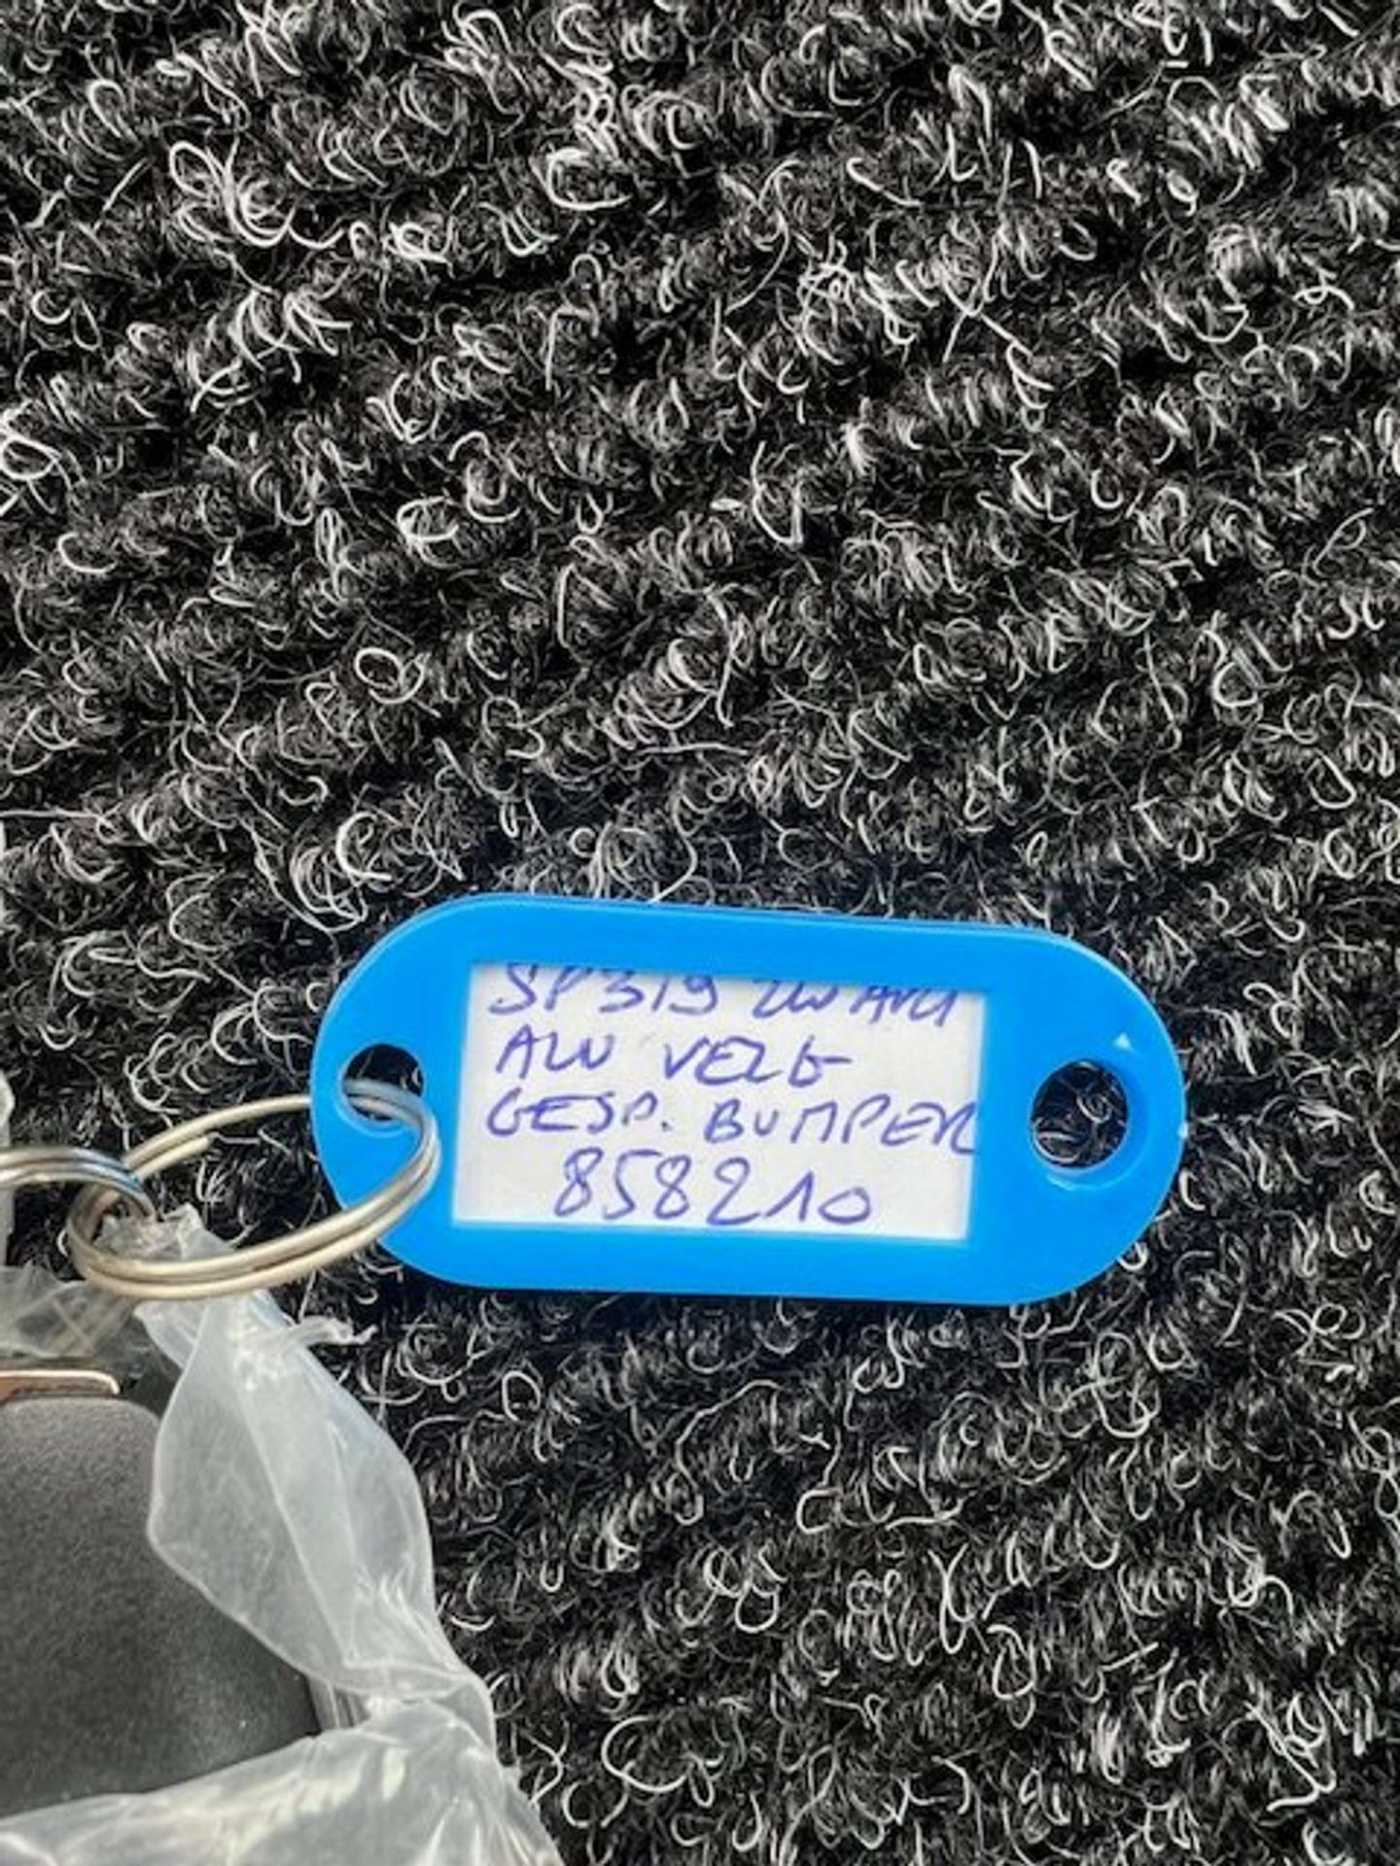 SP319 ZWART
ALU VELG
GESP. BUMPER
858210